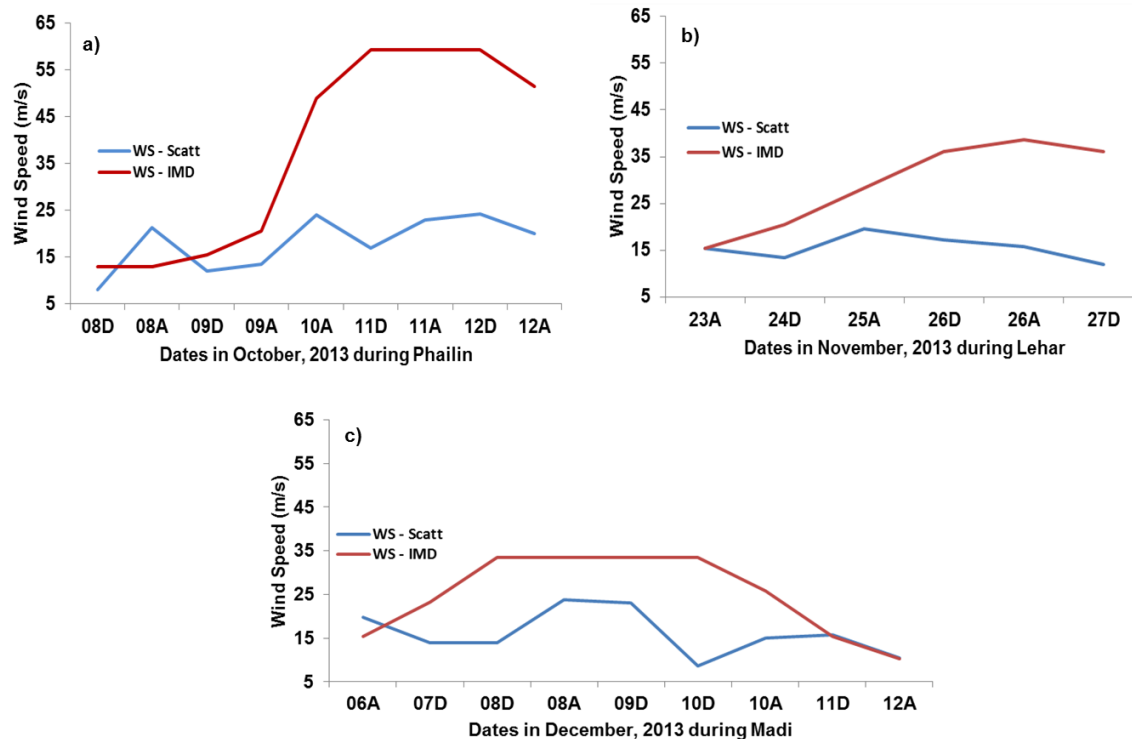 a)
Wind Speed (m/s)
65
55
45
35
25
15
5
WS - Scatt
WS - IMD
08D 08A 09D 09A 10A 11D 11A 12D 12A
Dates in October, 2013 during Phailin
b)
Wind Speed (m/s)
65
55
45
35
25
15
5
WS - Scatt
WS - IMD
23A 24D 25A 26D 26A 27D
Dates in November, 2013 during Lehar
c)
Wind Speed (m/s)
65
55
45
35
25
15
5
WS - Scatt
WS - IMD
06A 07D 08D 08A 09D 10D 10A 11D 12A
Dates in December, 2013 during Madi